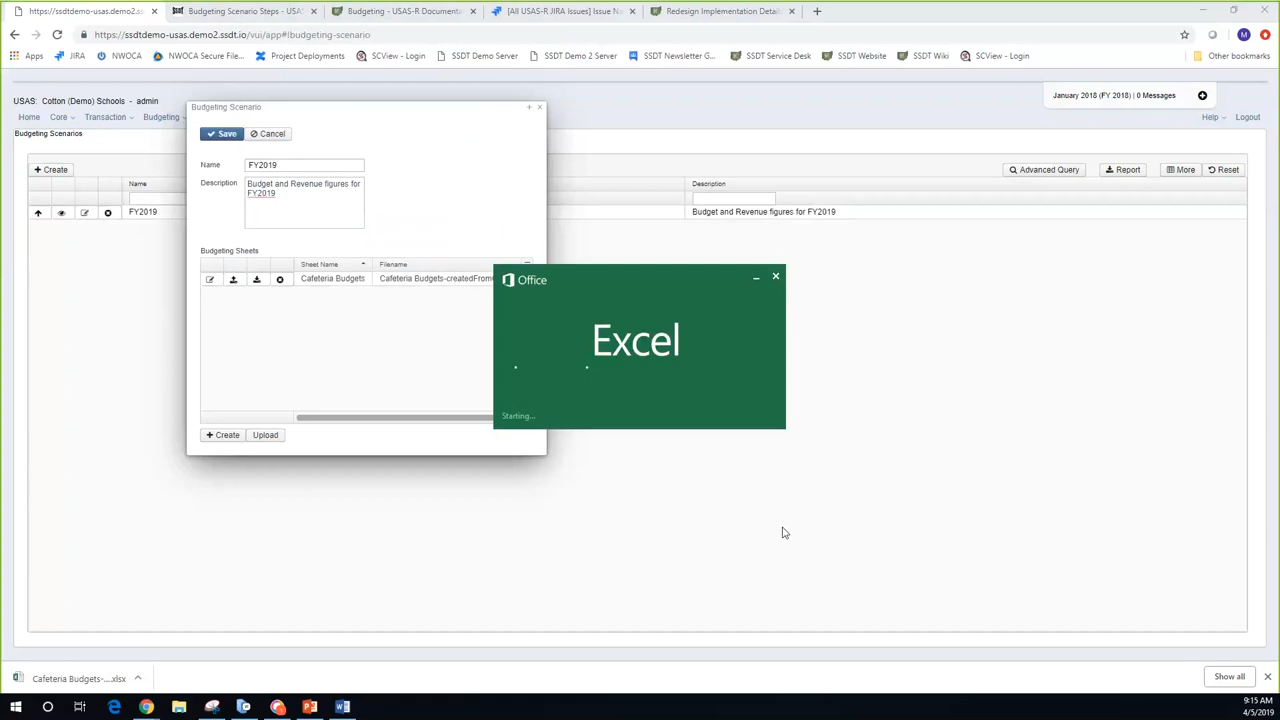 https://ssdtdemo-usas.demo2.ssdt.io/...
Budgeting Scenario Steps - USAS
Budgeting - USAS-R Documenta
[All USAS-R JIRA Issues] Issue Na
Redesign Implementation Detail
https://ssdtdemo-usas.demo2.ssdt.io/vui/app#!budgeting-scenario
Apps JIRA NWOCA NWOCA Secure File... Project Deployments SCView - Login SSDT Demo Server SSDT Demo 2 Server SSDT Newsletter G... SSDT Service Desk SSDT Website SSDT Wiki SCView - Login Other bookmarks
USAS: Cotton (Demo) Schools - admin
January 2018 (FY 2018) | 0 Messages
Home Core Transaction Budgeting Help Logout
Budgeting Scenarios
Create Advanced Query Report More Reset
Name Description
FY2019 Budget and Revenue figures for FY2019
Budgeting Scenario
Save Cancel
Name FY2019
Description Budget and Revenue figures for
FY2019
Budgeting Sheets
Sheet Name Filename
Cafeteria Budgets Cafeteria Budgets-createdFrom
Create Upload
Office
Excel
Starting...
Cafeteria Budgets-....xlsx
Show all
9:15 AM
4/5/2019